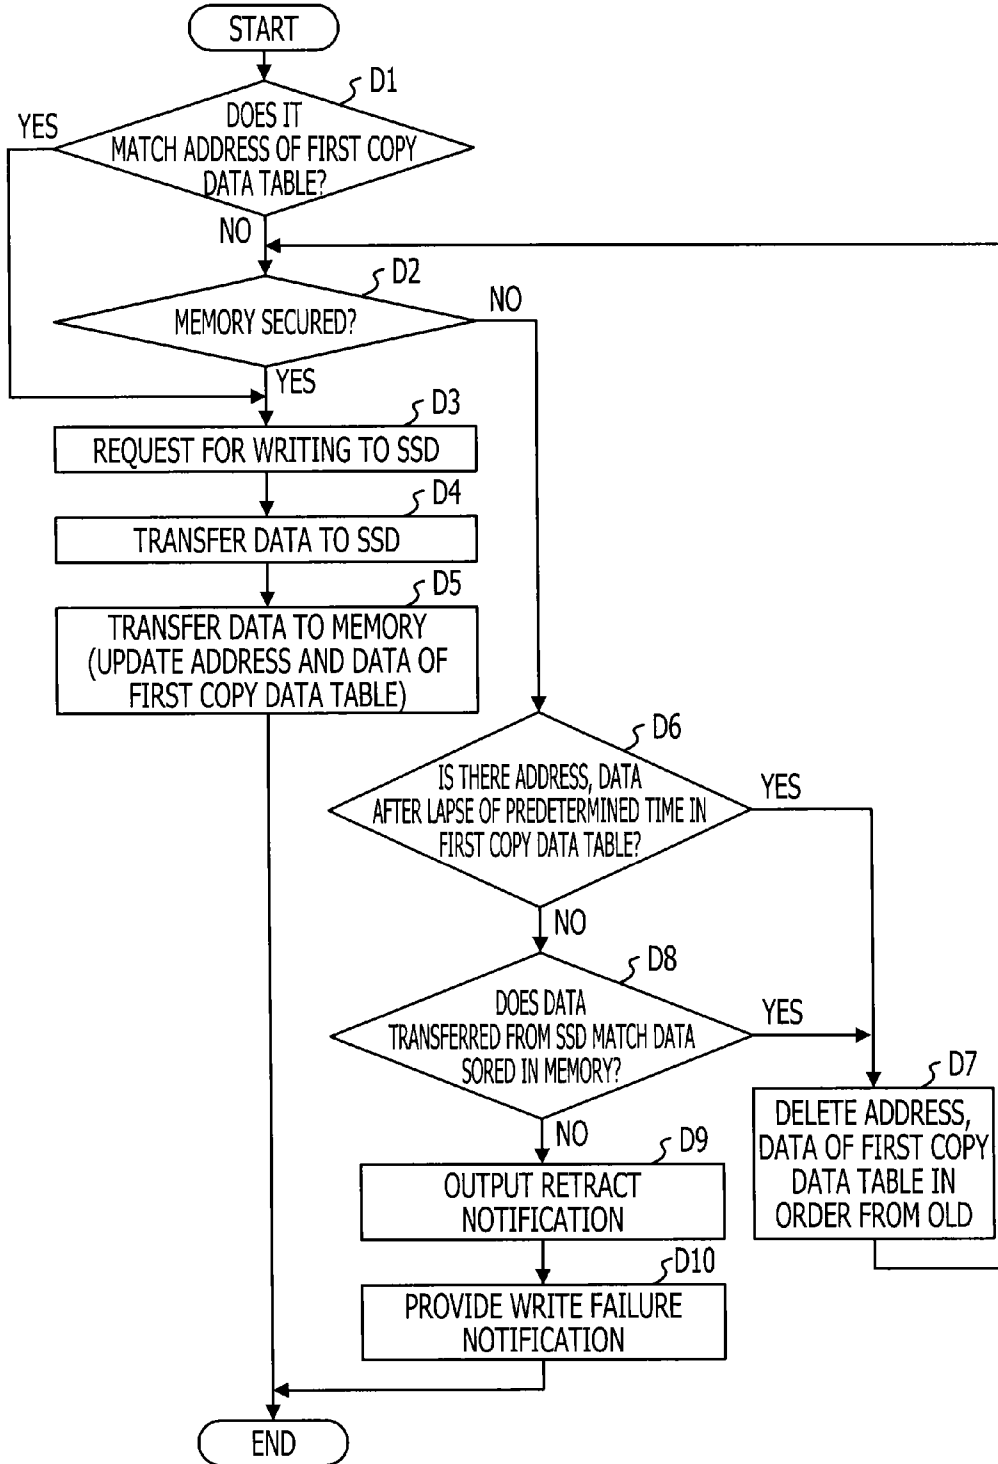 START
D1
DOES IT
MATCH ADDRESS OF FIRST COPY
DATA TABLE?
YES
NO
D2
MEMORY SECURED?
NO
YES
D3
REQUEST FOR WRITING TO SSD
D4
TRANSFER DATA TO SSD
D5
TRANSFER DATA TO MEMORY
(UPDATE ADDRESS AND DATA OF
FIRST COPY DATA TABLE)
D6
IS THERE ADDRESS, DATA
AFTER LAPSE OF PREDETERMINED TIME IN
FIRST COPY DATA TABLE?
YES
NO
D8
DOES DATA
TRANSFERRED FROM SSD MATCH DATA
SORED IN MEMORY?
YES
NO
D7
DELETE ADDRESS,
DATA OF FIRST COPY
DATA TABLE IN
ORDER FROM OLD
D9
OUTPUT RETRACT
NOTIFICATION
D10
PROVIDE WRITE FAILURE
NOTIFICATION
END